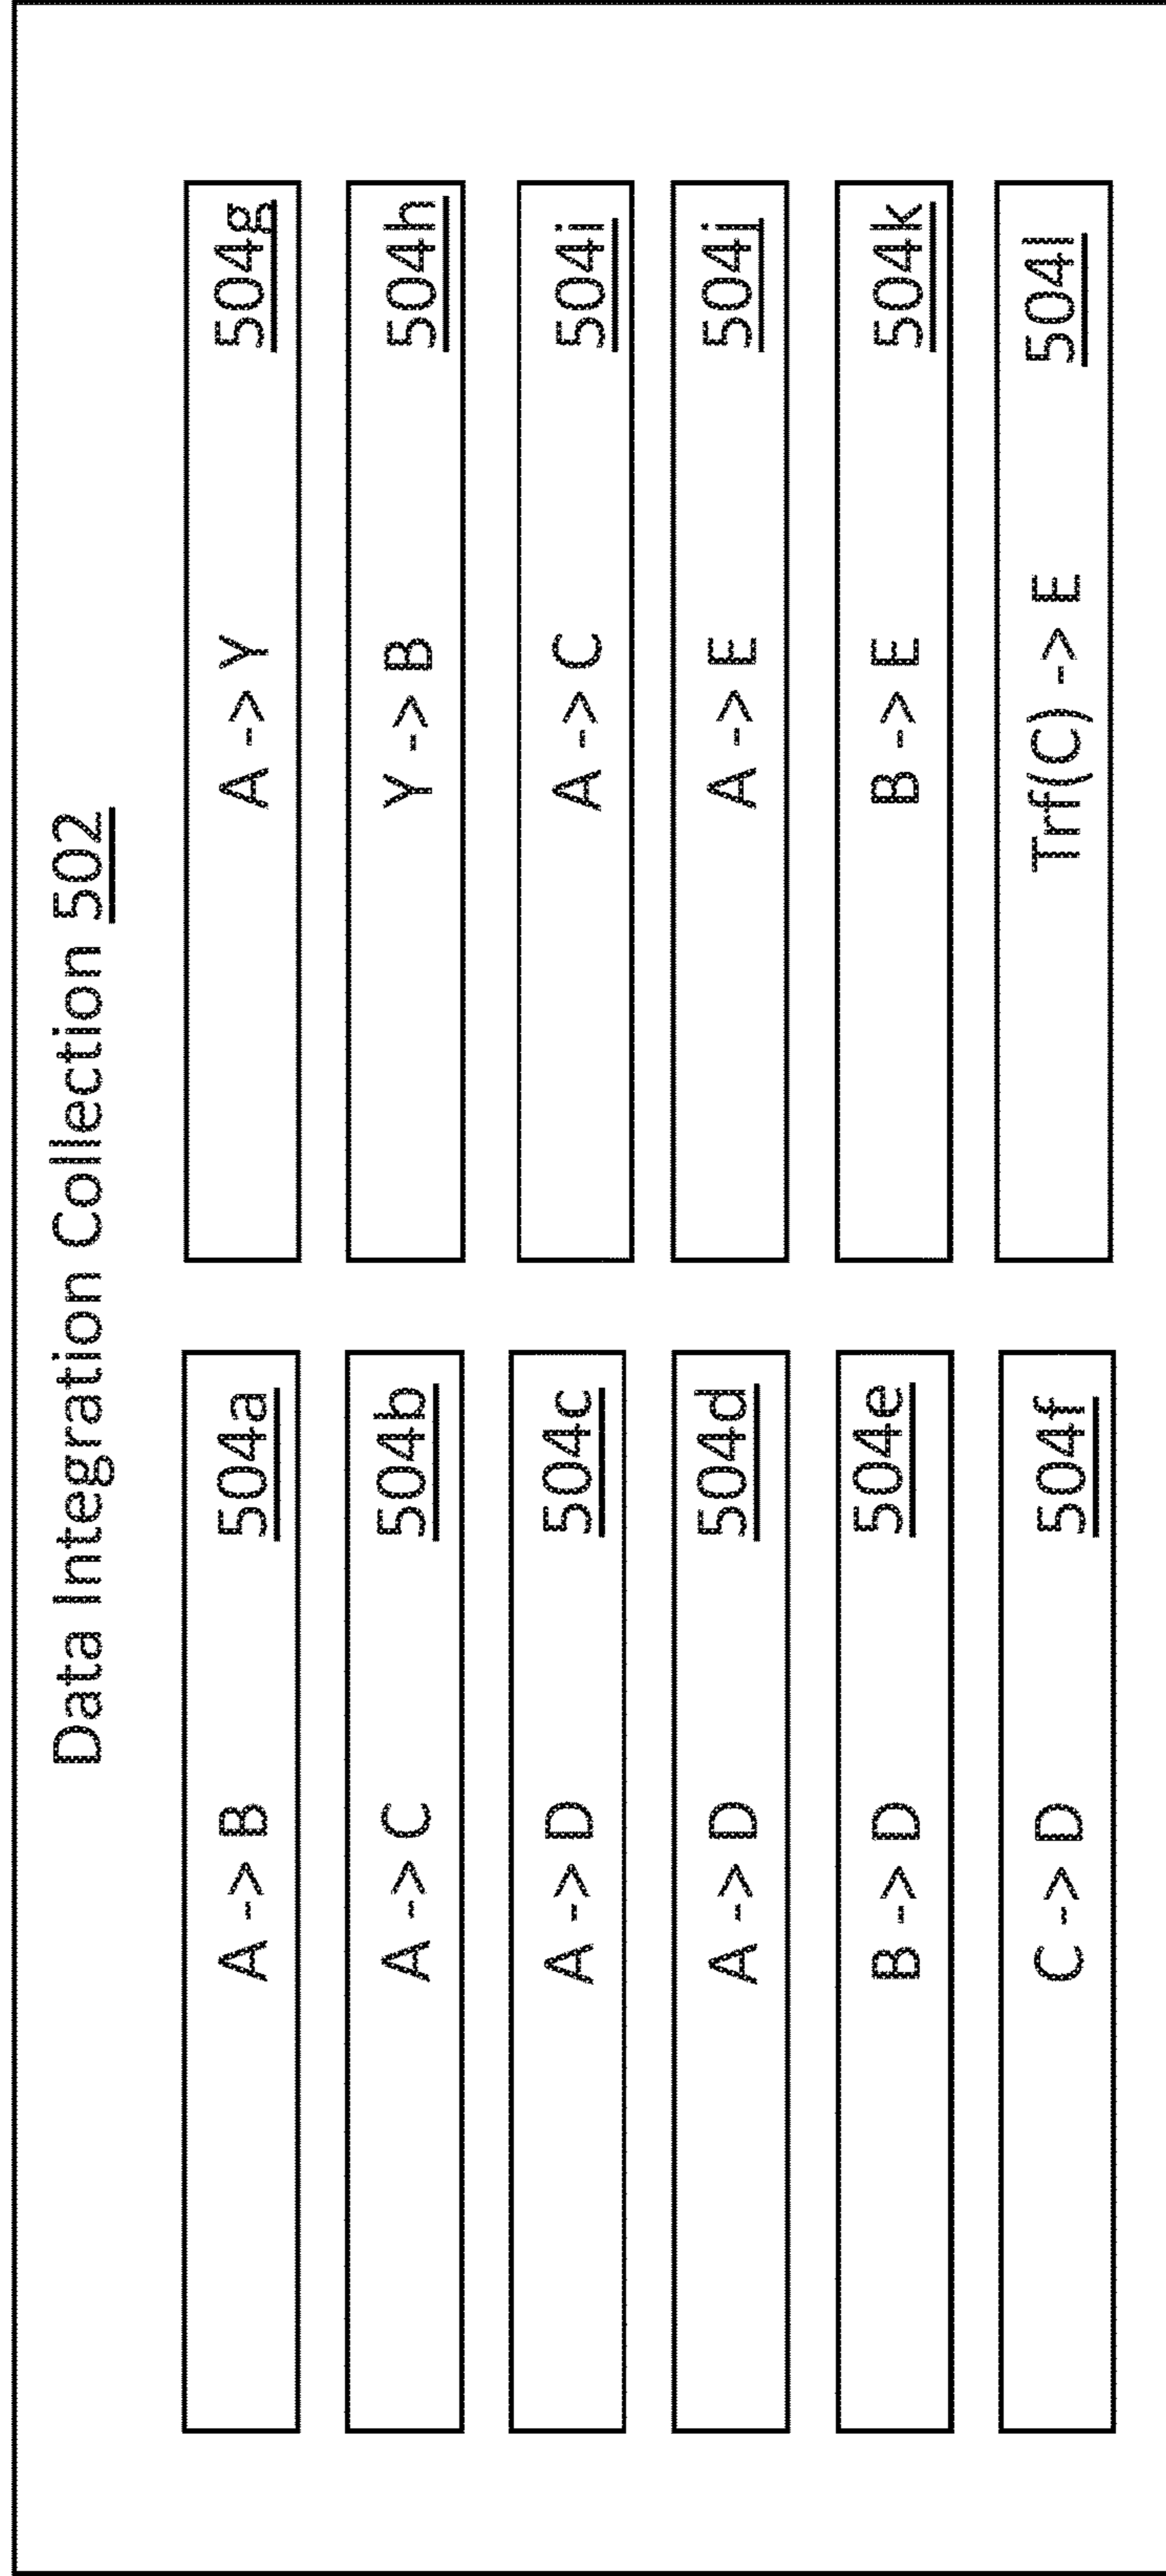 Data Integration Collection 502
A -> B 504a
A -> C 504b
A -> D 504c
A -> D 504d
B -> D 504e
C -> D 504f
A -> Y 504g
Y -> B 504h
A -> C 504i
A -> E 504j
B -> E 504k
Trf(C) -> E 504l